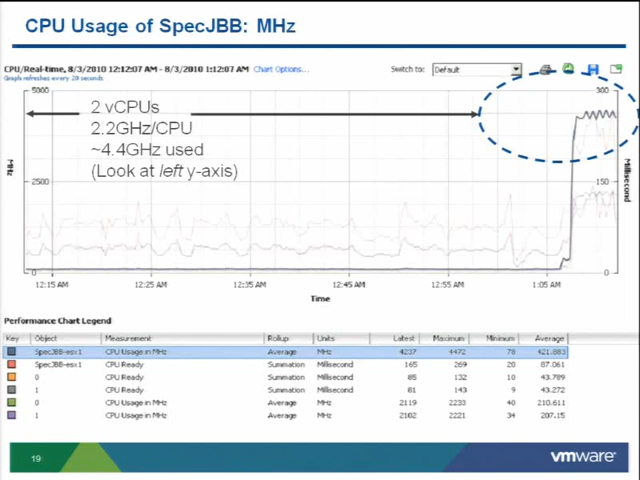 CPU Usage of SpecJBB: MHz
CPU/Real-time, 8/3/2010 12:12:07 AM - 8/3/2010 1:12:07 AM Chart Options... Switch to: Default
Graph refreshes every 20 seconds
5000 300
2 vCPUs
2.2GHz/CPU
~4.4GHz used
(Look at left y-axis)
MHz 2500 150 Millisecond
0 0
12:15 AM 12:25 AM 12:35 AM 12:45 AM 12:55 AM 1:05 AM
Time
Performance Chart Legend
Key Object Measurement Rollup Units Latest Maximum Minimum Average
SpecJBB-esx1 CPU Usage in MHz Average MHz 4237 4472 78 421.883
SpecJBB-esx1 CPU Ready Summation Millisecond 165 269 20 87.061
0 CPU Ready Summation Millisecond 85 132 10 43.789
1 CPU Ready Summation Millisecond 81 143 9 43.272
0 CPU Usage in MHz Average MHz 2119 2233 40 210.611
1 CPU Usage in MHz Average MHz 2102 2221 34 207.15
19 vmware